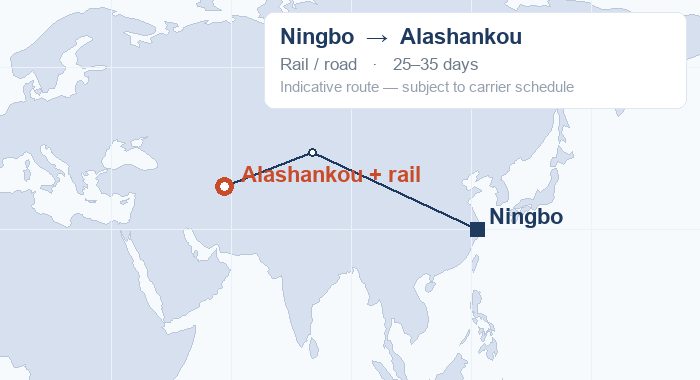 Ningbo → Alashankou
Rail / road · 25–35 days
Indicative route — subject to carrier schedule
Alashankou + rail
Ningbo